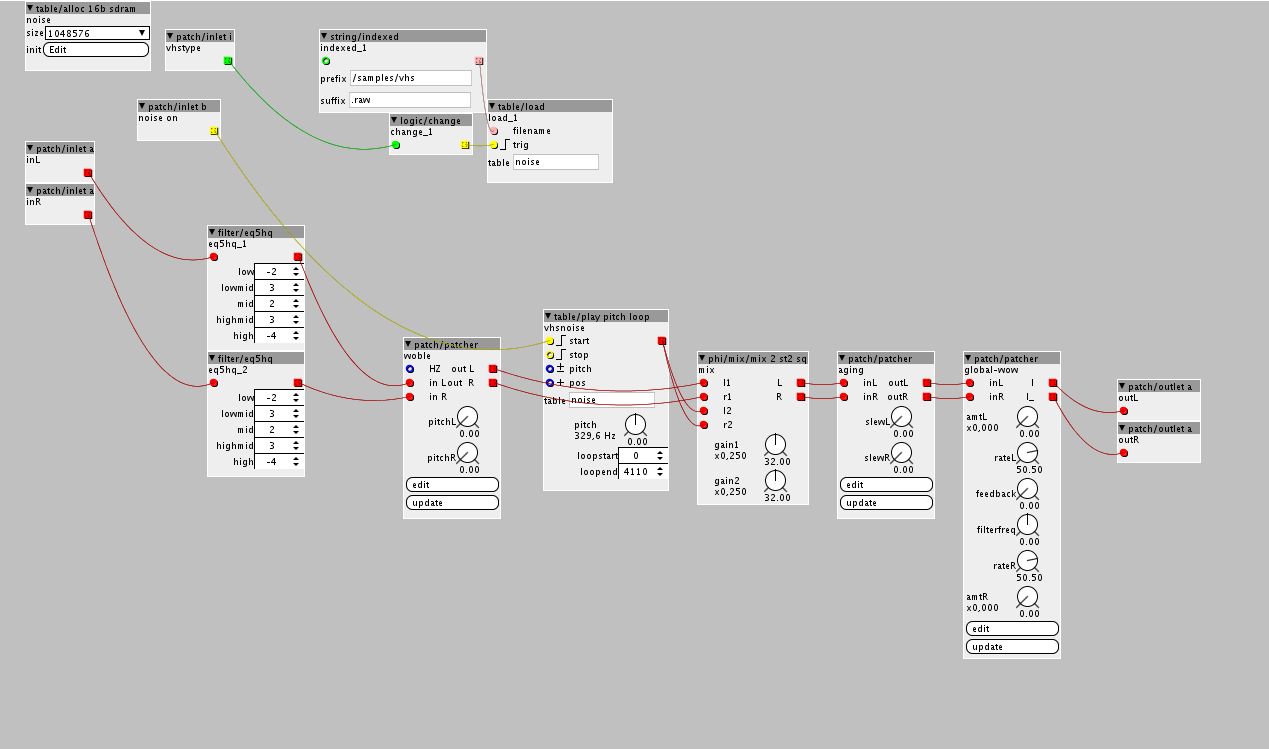 table/alloc 16b sdram
noise
size 1048576
init Edit
patch/inlet i
vhstype
string/indexed
indexed_1
prefix /samples/vhs
suffix .raw
patch/inlet b
noise on
logic/change
change_1
table/load
load_1
filename
trig
table noise
patch/inlet a
inL
patch/inlet a
inR
filter/eq5hq
eq5hq_1
low -2
lowmid 3
mid 2
highmid 3
high -4
filter/eq5hq
eq5hq_2
low -2
lowmid 3
mid 2
highmid 3
high -4
patch/patcher
woble
HZ out L
in L out R
in R
pitchL
0.00
pitchR
0.00
edit
update
table/play pitch loop
vhsnoise
start
stop
± pitch
± pos
table noise
pitch
329,6 Hz 0.00
loopstart 0
loopend 4110
phi/mix/mix 2 st2 sq
mix
l1 L
r1 R
l2
r2
gain1
x0,250 32.00
gain2
x0,250 32.00
patch/patcher
aging
inL outL
inR outR
slewL
0.00
slewR
0.00
edit
update
patch/patcher
global-wow
inL l
inR l_
amtL
x0,000 0.00
rateL
50.50
feedback
0.00
filterfreq
0.00
rateR
50.50
amtR
x0,000 0.00
edit
update
patch/outlet a
outL
patch/outlet a
outR